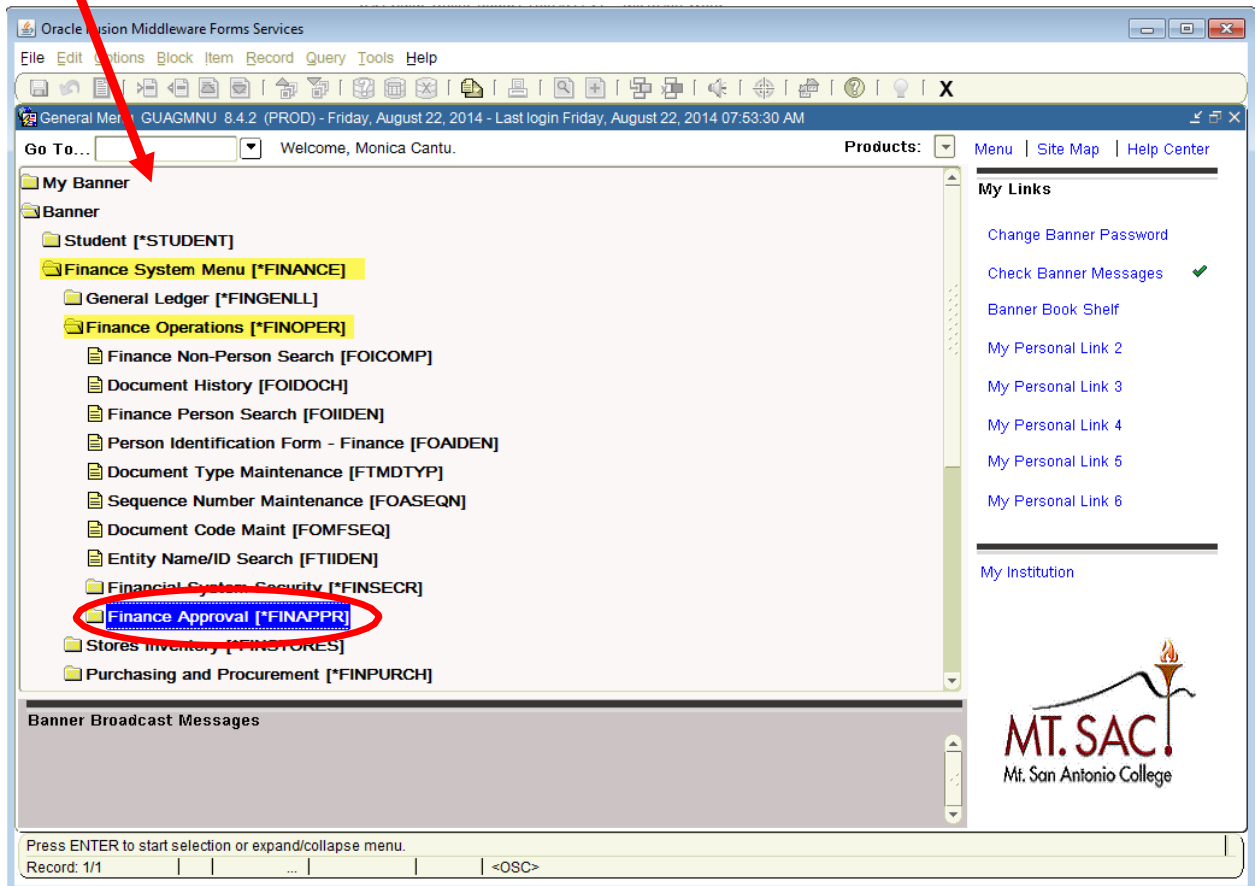 Oracle Fusion Middleware Forms Services
File Edit Options Block Item Record Query Tools Help
General Menu GUAGMNU 8.4.2 (PROD) - Friday, August 22, 2014 - Last login Friday, August 22, 2014 07:53:30 AM
Go To... Welcome, Monica Cantu. Products: Menu | Site Map | Help Center
My Banner
Banner
Student [*STUDENT]
Finance System Menu [*FINANCE]
General Ledger [*FINGENLL]
Finance Operations [*FINOPER]
Finance Non-Person Search [FOICOMP]
Document History [FOIDOCH]
Finance Person Search [FOIIDEN]
Person Identification Form - Finance [FOAIDEN]
Document Type Maintenance [FTMDTYP]
Sequence Number Maintenance [FOASEQN]
Document Code Maint [FOMFSEQ]
Entity Name/ID Search [FTIIDEN]
Financial System Security [*FINSECR]
Finance Approval [*FINAPPR]
Stores Inventory [*FINSTORES]
Purchasing and Procurement [*FINPURCH]
My Links
Change Banner Password
Check Banner Messages
Banner Book Shelf
My Personal Link 2
My Personal Link 3
My Personal Link 4
My Personal Link 5
My Personal Link 6
My Institution
MT. SAC
Mt. San Antonio College
Banner Broadcast Messages
Press ENTER to start selection or expand/collapse menu.
Record: 1/1 | | ... | | | <OSC>